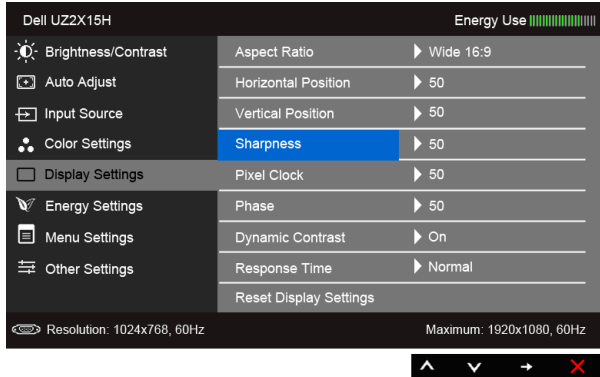 Dell UZ2X15H Energy Use
Brightness/Contrast Aspect Ratio Wide 16:9
Auto Adjust Horizontal Position 50
Input Source Vertical Position 50
Color Settings Sharpness 50
Display Settings Pixel Clock 50
Energy Settings Phase 50
Menu Settings Dynamic Contrast On
Other Settings Response Time Normal
Reset Display Settings
Resolution: 1024x768, 60Hz Maximum: 1920x1080, 60Hz